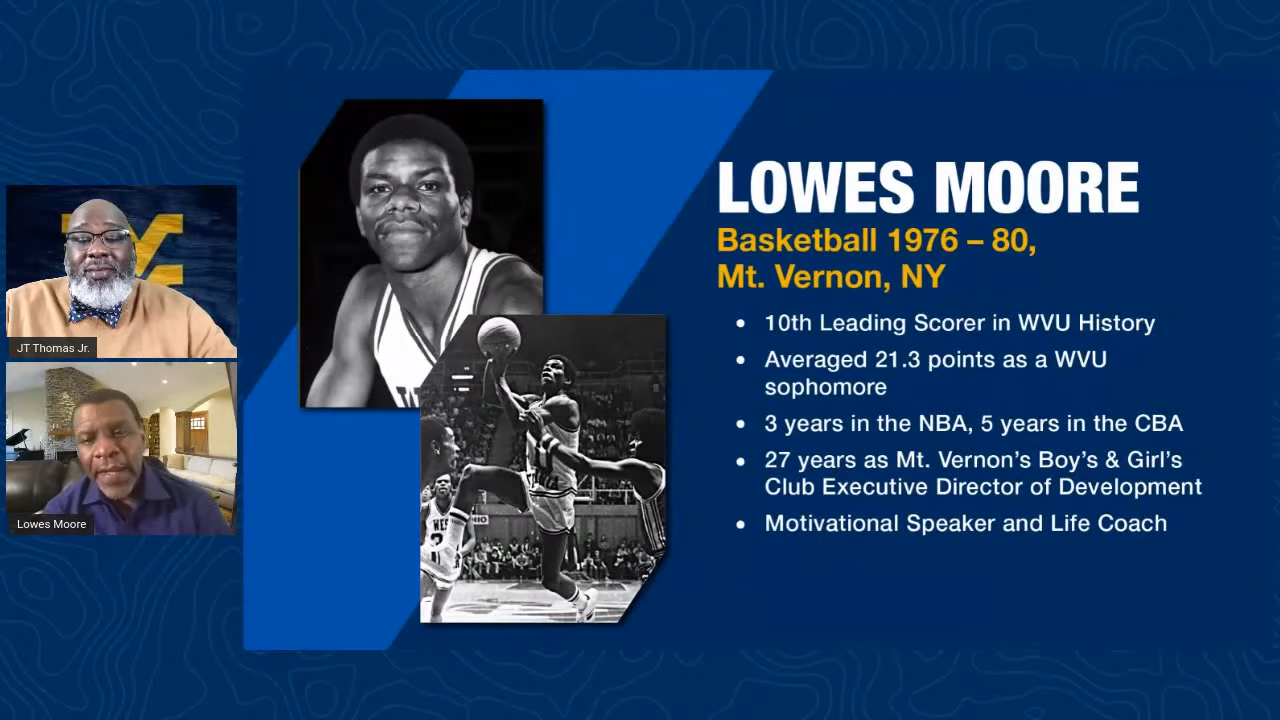 LOWES MOORE
Basketball 1976 – 80,
Mt. Vernon, NY
• 10th Leading Scorer in WVU History
• Averaged 21.3 points as a WVU
sophomore
• 3 years in the NBA, 5 years in the CBA
• 27 years as Mt. Vernon's Boy's & Girl's
Club Executive Director of Development
• Motivational Speaker and Life Coach
JT Thomas Jr.
Lowes Moore
WES
HIO